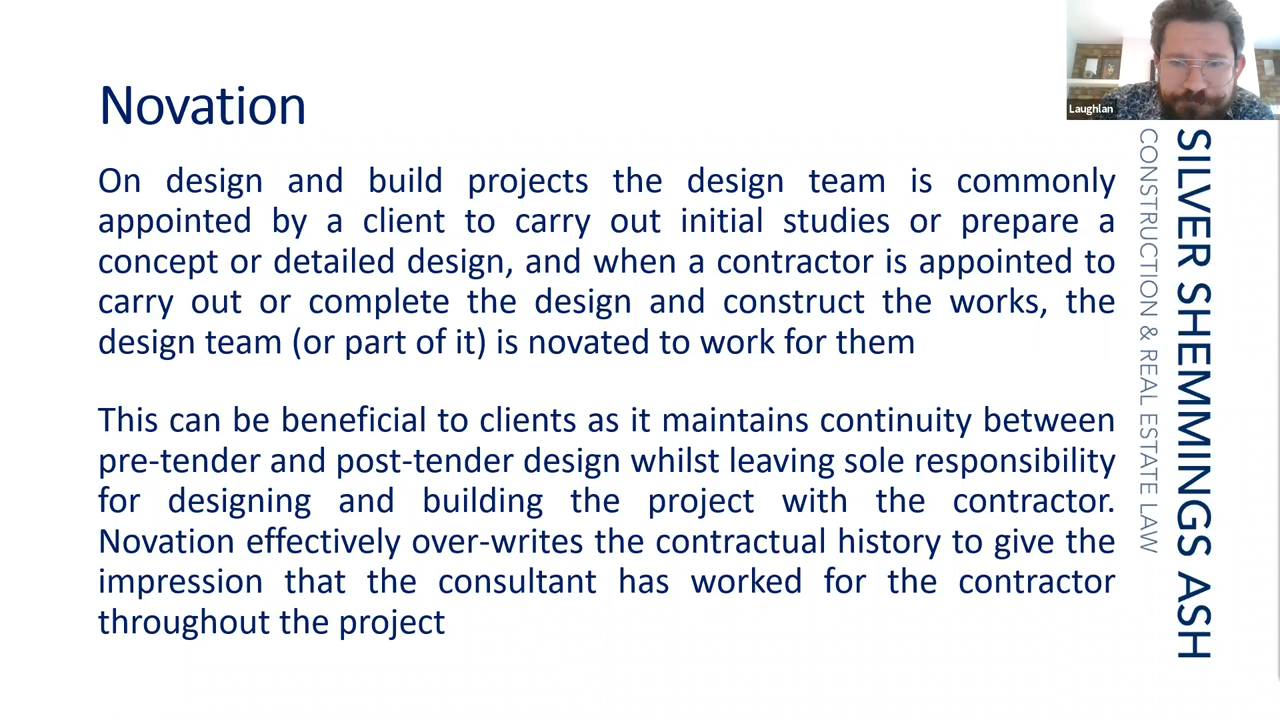 Novation
On design and build projects the design team is commonly
appointed by a client to carry out initial studies or prepare a
concept or detailed design, and when a contractor is appointed to
carry out or complete the design and construct the works, the
design team (or part of it) is novated to work for them
This can be beneficial to clients as it maintains continuity between
pre-tender and post-tender design whilst leaving sole responsibility
for designing and building the project with the contractor.
Novation effectively over-writes the contractual history to give the
impression that the consultant has worked for the contractor
throughout the project
Laughlan
SILVER SHEMMINGS ASH
CONSTRUCTION & REAL ESTATE LAW